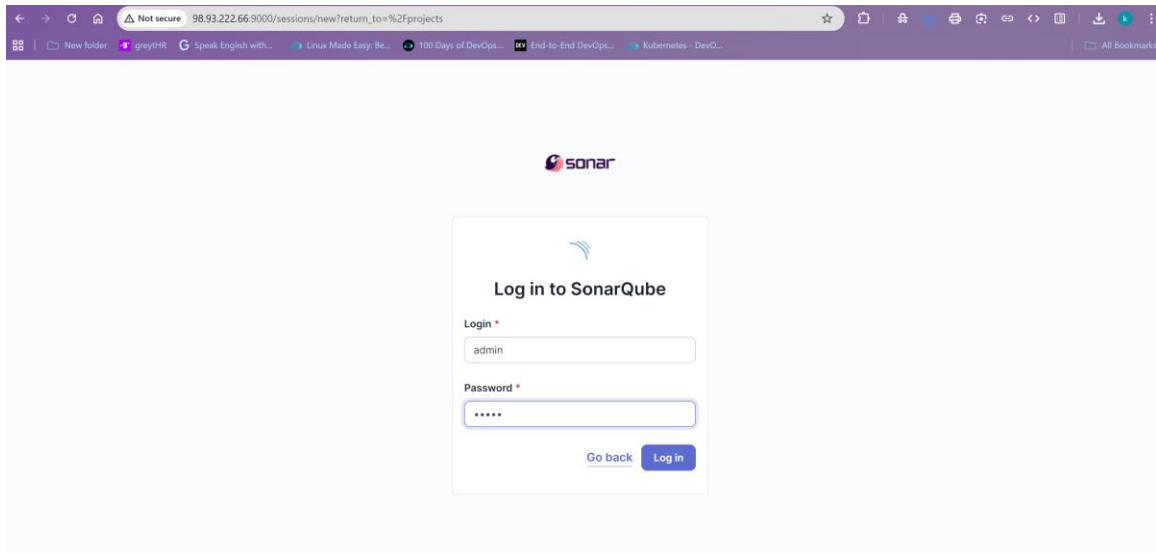 Not secure 98.93.222.66:9000/sessions/new?return_to=%2Fprojects
New folder greytHR Speak English with... Linux Made Easy: Be... 100 Days of DevOps... DEV End-to-End DevOps... Kubernetes - DevO... All Bookmarks
sonar
Log in to SonarQube
Login *
admin
Password *
•••••
Go back Log in